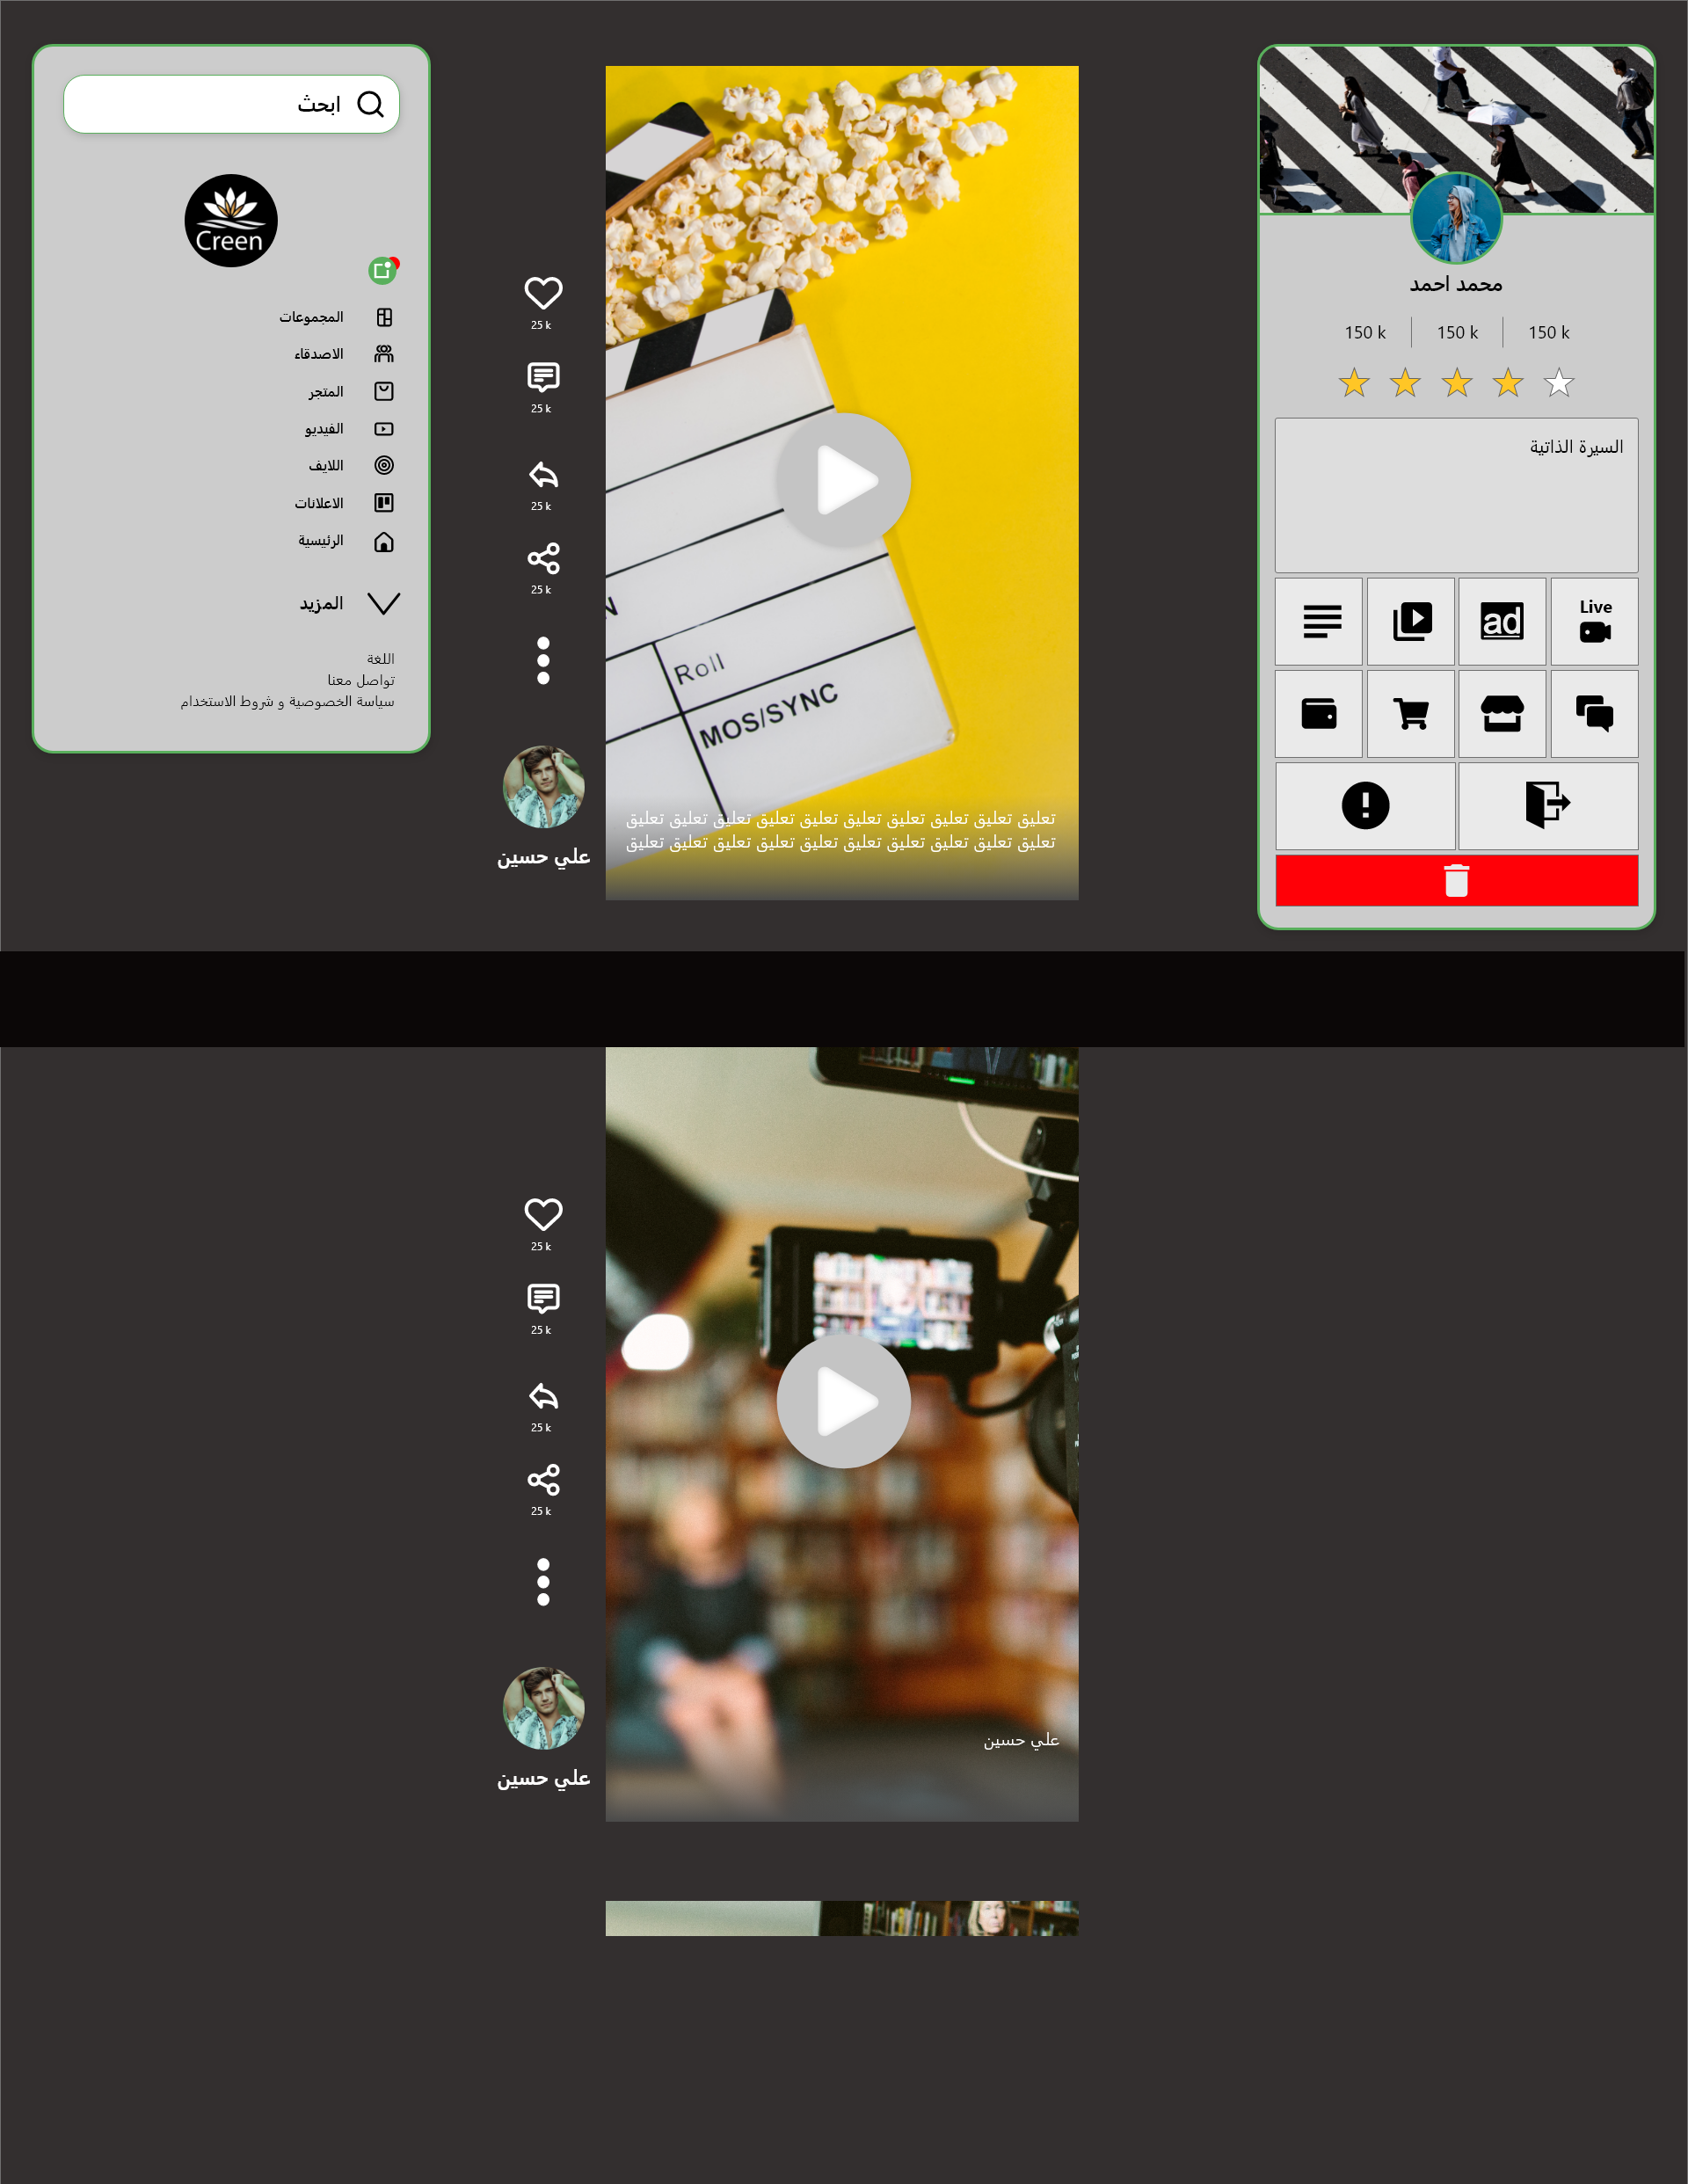 ابحث
Creen
المجموعات
الاصدقاء
المتجر
الفيديو
اللايف
الاعلانات
الرئيسية
المزيد
اللغة
تواصل معنا
سياسة الخصوصية و شروط الاستخدام
25 k
25 k
25 k
25 k
علي حسين
Roll
MOS/SYNC
تعليق تعليق تعليق تعليق تعليق تعليق تعليق تعليق تعليق تعليق
تعليق تعليق تعليق تعليق تعليق تعليق تعليق تعليق تعليق تعليق
محمد احمد
150 k 150 k 150 k
السيرة الذاتية
ad
Live
25 k
25 k
25 k
25 k
علي حسين
علي حسين